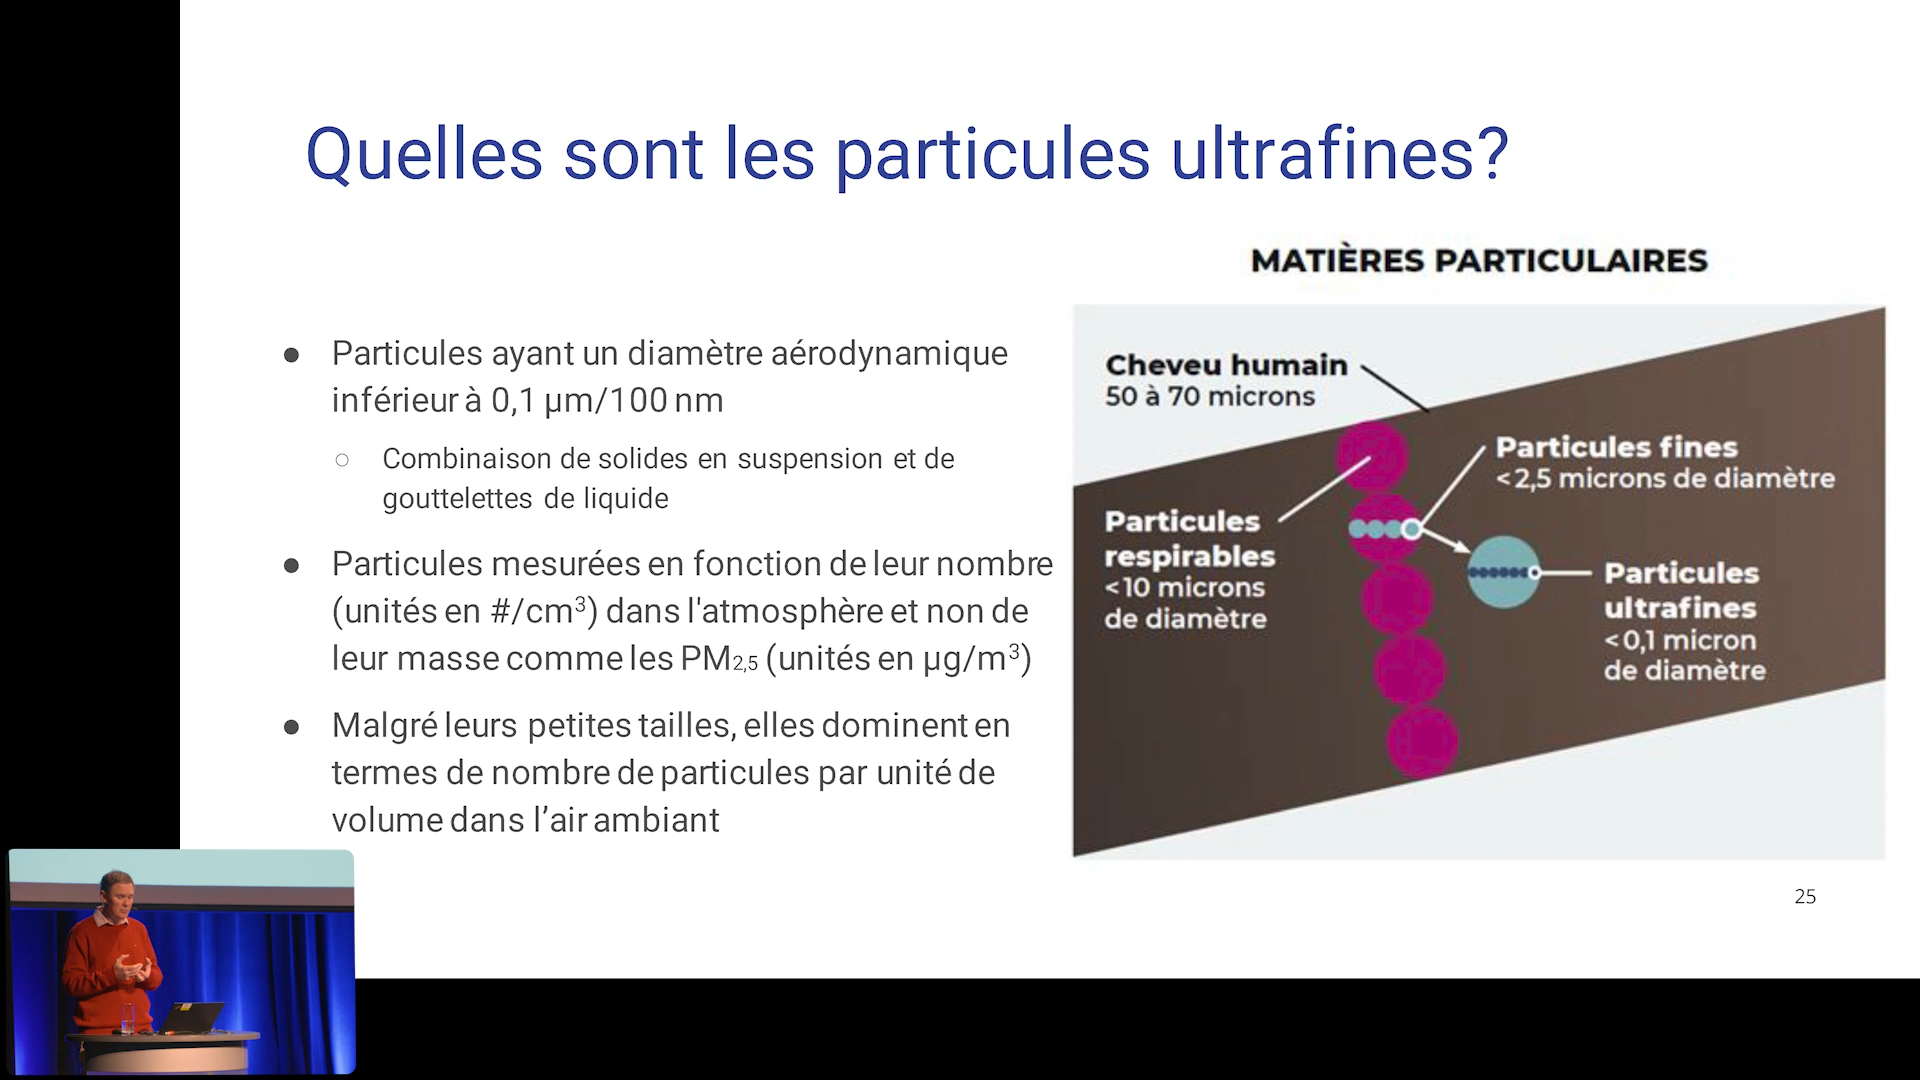 Quelles sont les particules ultrafines?
● Particules ayant un diamètre aérodynamique
inférieur à 0,1 µm/100 nm
○ Combinaison de solides en suspension et de
gouttelettes de liquide
● Particules mesurées en fonction de leur nombre
(unités en #/cm³) dans l'atmosphère et non de
leur masse comme les PM2,5 (unités en µg/m³)
● Malgré leurs petites tailles, elles dominent en
termes de nombre de particules par unité de
volume dans l’air ambiant
MATIÈRES PARTICULAIRES
Cheveu humain
50 à 70 microns
Particules fines
<2,5 microns de diamètre
Particules
respirables
<10 microns
de diamètre
Particules
ultrafines
<0,1 micron
de diamètre
25